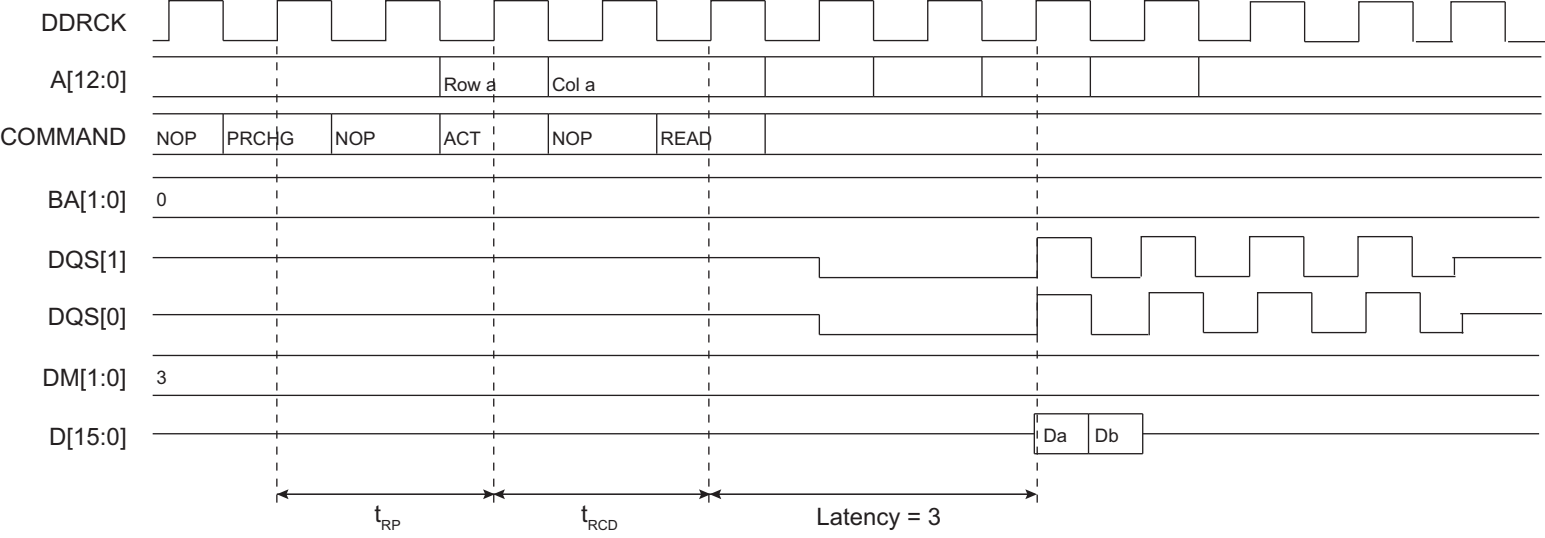 DDRCK
A[12:0] Row a Col a
COMMAND NOP PRCHG NOP ACT NOP READ
BA[1:0] 0
DQS[1]
DQS[0]
DM[1:0] 3
D[15:0] Da Db
tRP tRCD Latency = 3